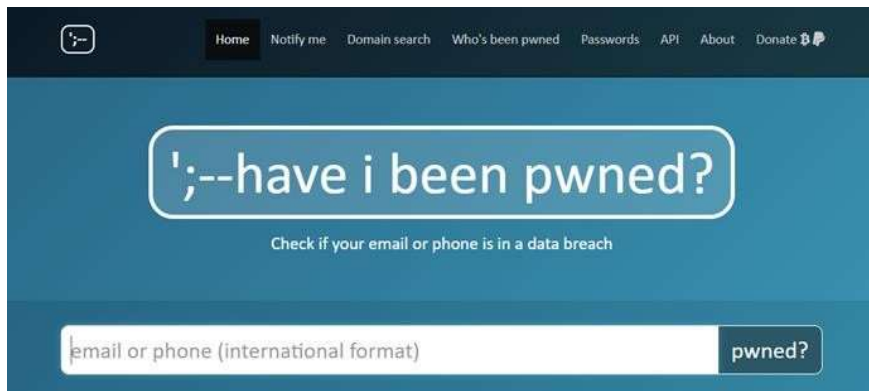 ';--
Home Notify me Domain search Who's been pwned Passwords API About Donate
';--have i been pwned?
Check if your email or phone is in a data breach
email or phone (international format) pwned?